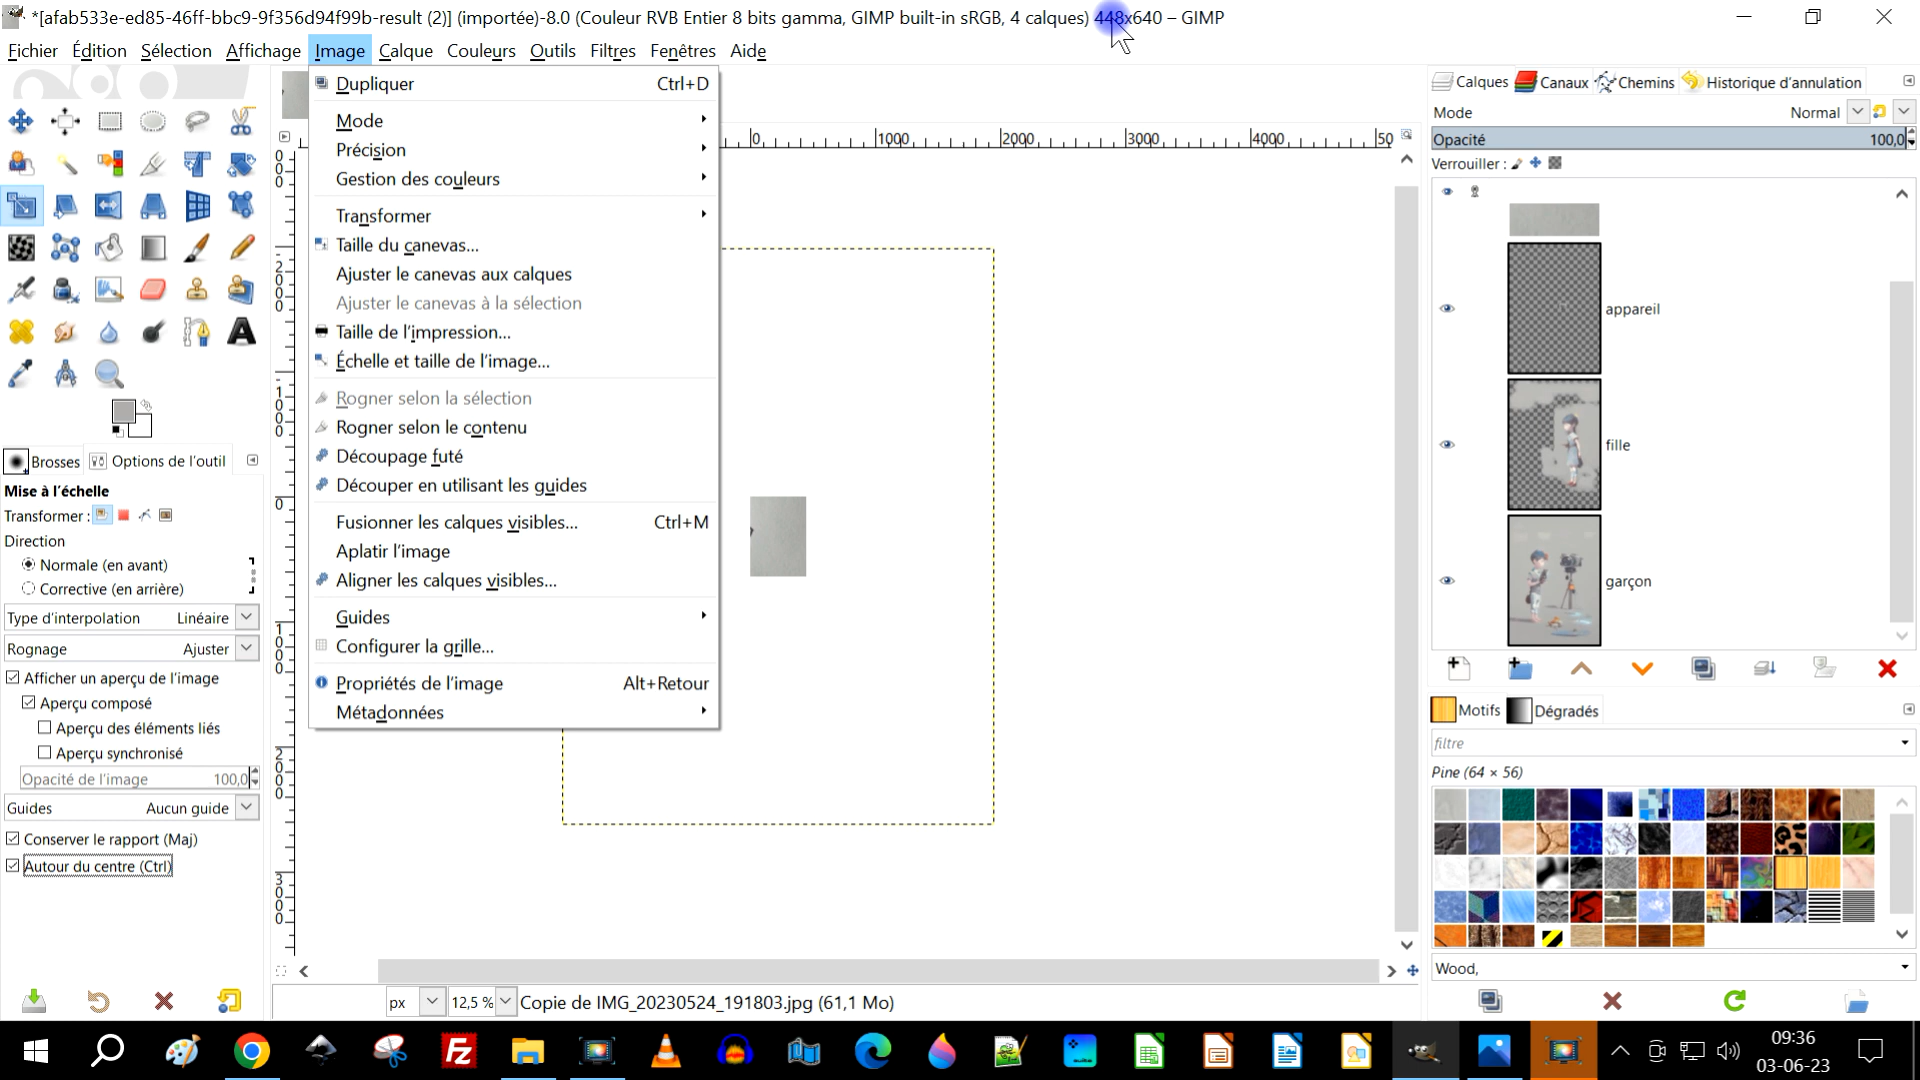 *[afab533e-ed85-46ff-bbc9-9f356d94f99b-result (2)] (importée)-8.0 (Couleur RVB Entier 8 bits gamma, GIMP built-in sRGB, 4 calques) 448x640 – GIMP
Fichier Édition Sélection Affichage Image Calque Couleurs Outils Filtres Fenêtres Aide
Dupliquer Ctrl+D
Mode
Précision
Gestion des couleurs
Transformer
Taille du canevas...
Ajuster le canevas aux calques
Ajuster le canevas à la sélection
Taille de l'impression...
Échelle et taille de l'image...
Rogner selon la sélection
Rogner selon le contenu
Découpage futé
Découper en utilisant les guides
Fusionner les calques visibles... Ctrl+M
Aplatir l'image
Aligner les calques visibles...
Guides
Configurer la grille...
Propriétés de l'image Alt+Retour
Métadonnées
Brosses Options de l'outil
Mise à l'échelle
Transformer :
Direction
Normale (en avant)
Corrective (en arrière)
Type d'interpolation Linéaire
Rognage Ajuster
Afficher un aperçu de l'image
Aperçu composé
Aperçu des éléments liés
Aperçu synchronisé
Opacité de l'image 100,0
Guides Aucun guide
Conserver le rapport (Maj)
Autour du centre (Ctrl)
0 1000 2000 3000 4000 50
px 12,5 % Copie de IMG_20230524_191803.jpg (61,1 Mo)
Calques Canaux Chemins Historique d'annulation
Mode Normal
Opacité 100,0
Verrouiller :
appareil
fille
garçon
Motifs Dégradés
filtre
Pine (64 × 56)
Wood,
09:36
03-06-23